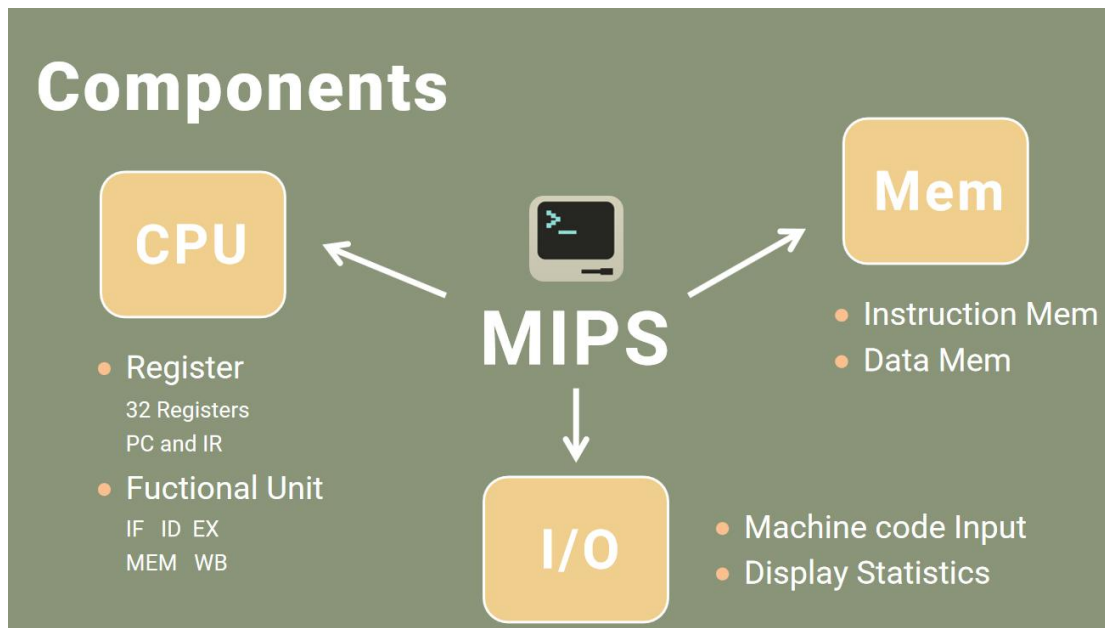 Components
CPU
Register
32 Registers
PC and IR
Fuctional Unit
IF ID EX
MEM WB
>_
MIPS
Mem
Instruction Mem
Data Mem
I/O
Machine code Input
Display Statistics